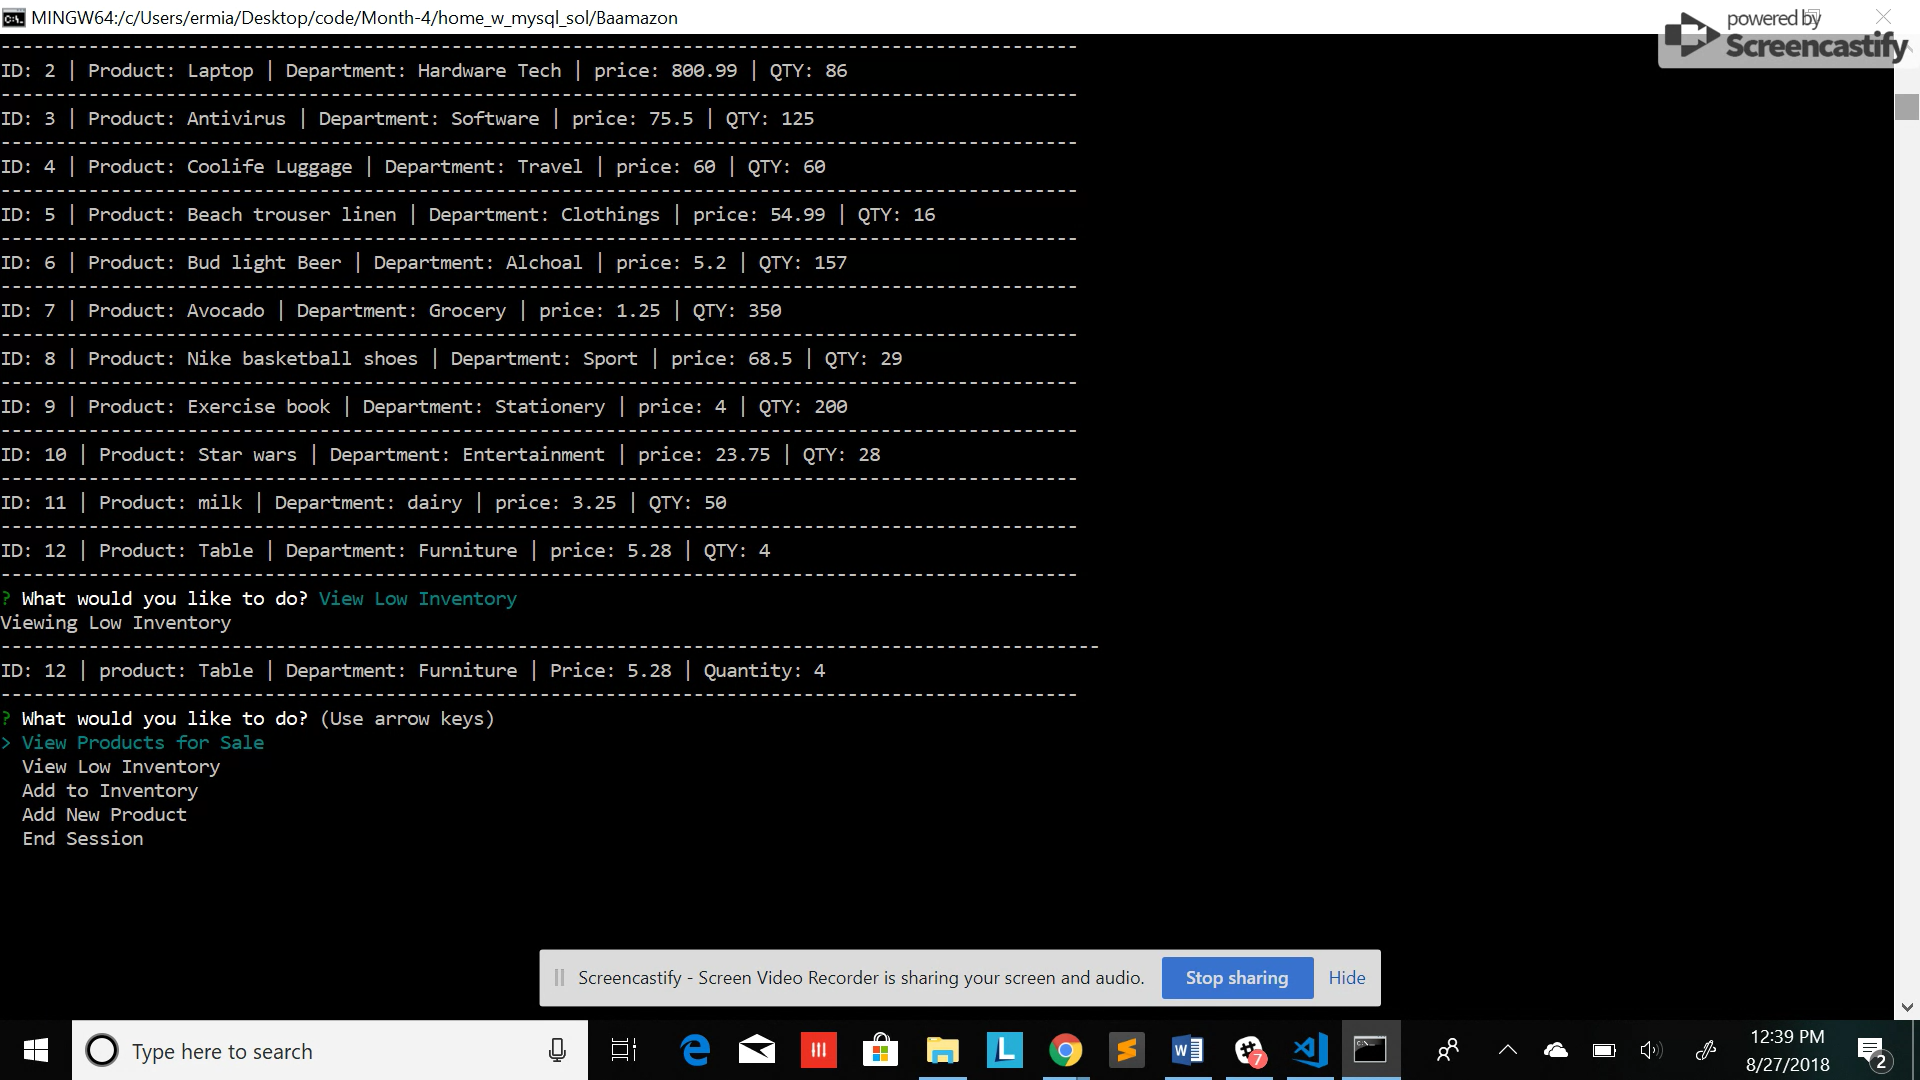 MINGW64:/c/Users/ermia/Desktop/code/Month-4/home_w_mysql_sol/Baamazon
powered by
Screencastify
--------------------------------------------------------------------------------------------------
ID: 2 | Product: Laptop | Department: Hardware Tech | price: 800.99 | QTY: 86
--------------------------------------------------------------------------------------------------
ID: 3 | Product: Antivirus | Department: Software | price: 75.5 | QTY: 125
--------------------------------------------------------------------------------------------------
ID: 4 | Product: Coolife Luggage | Department: Travel | price: 60 | QTY: 60
--------------------------------------------------------------------------------------------------
ID: 5 | Product: Beach trouser linen | Department: Clothings | price: 54.99 | QTY: 16
--------------------------------------------------------------------------------------------------
ID: 6 | Product: Bud light Beer | Department: Alchoal | price: 5.2 | QTY: 157
--------------------------------------------------------------------------------------------------
ID: 7 | Product: Avocado | Department: Grocery | price: 1.25 | QTY: 350
--------------------------------------------------------------------------------------------------
ID: 8 | Product: Nike basketball shoes | Department: Sport | price: 68.5 | QTY: 29
--------------------------------------------------------------------------------------------------
ID: 9 | Product: Exercise book | Department: Stationery | price: 4 | QTY: 200
--------------------------------------------------------------------------------------------------
ID: 10 | Product: Star wars | Department: Entertainment | price: 23.75 | QTY: 28
--------------------------------------------------------------------------------------------------
ID: 11 | Product: milk | Department: dairy | price: 3.25 | QTY: 50
--------------------------------------------------------------------------------------------------
ID: 12 | Product: Table | Department: Furniture | price: 5.28 | QTY: 4
--------------------------------------------------------------------------------------------------
? What would you like to do? View Low Inventory
Viewing Low Inventory
----------------------------------------------------------------------------------------------------
ID: 12 | product: Table | Department: Furniture | Price: 5.28 | Quantity: 4
--------------------------------------------------------------------------------------------------
? What would you like to do? (Use arrow keys)
> View Products for Sale
View Low Inventory
Add to Inventory
Add New Product
End Session
Screencastify - Screen Video Recorder is sharing your screen and audio. Stop sharing Hide
Type here to search
L
7
12:39 PM
8/27/2018
2